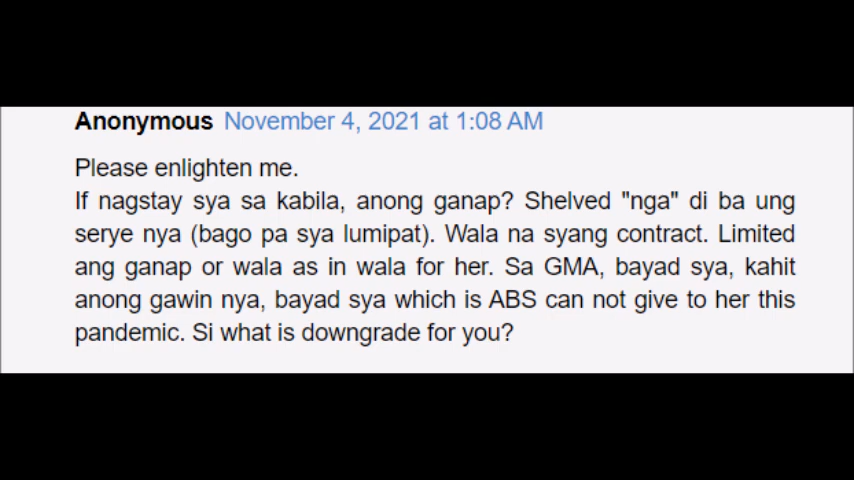 Anonymous November 4, 2021 at 1:08 AM
Please enlighten me.
If nagstay sya sa kabila, anong ganap? Shelved "nga" di ba ung
serye nya (bago pa sya lumipat). Wala na syang contract. Limited
ang ganap or wala as in wala for her. Sa GMA, bayad sya, kahit
anong gawin nya, bayad sya which is ABS can not give to her this
pandemic. Si what is downgrade for you?